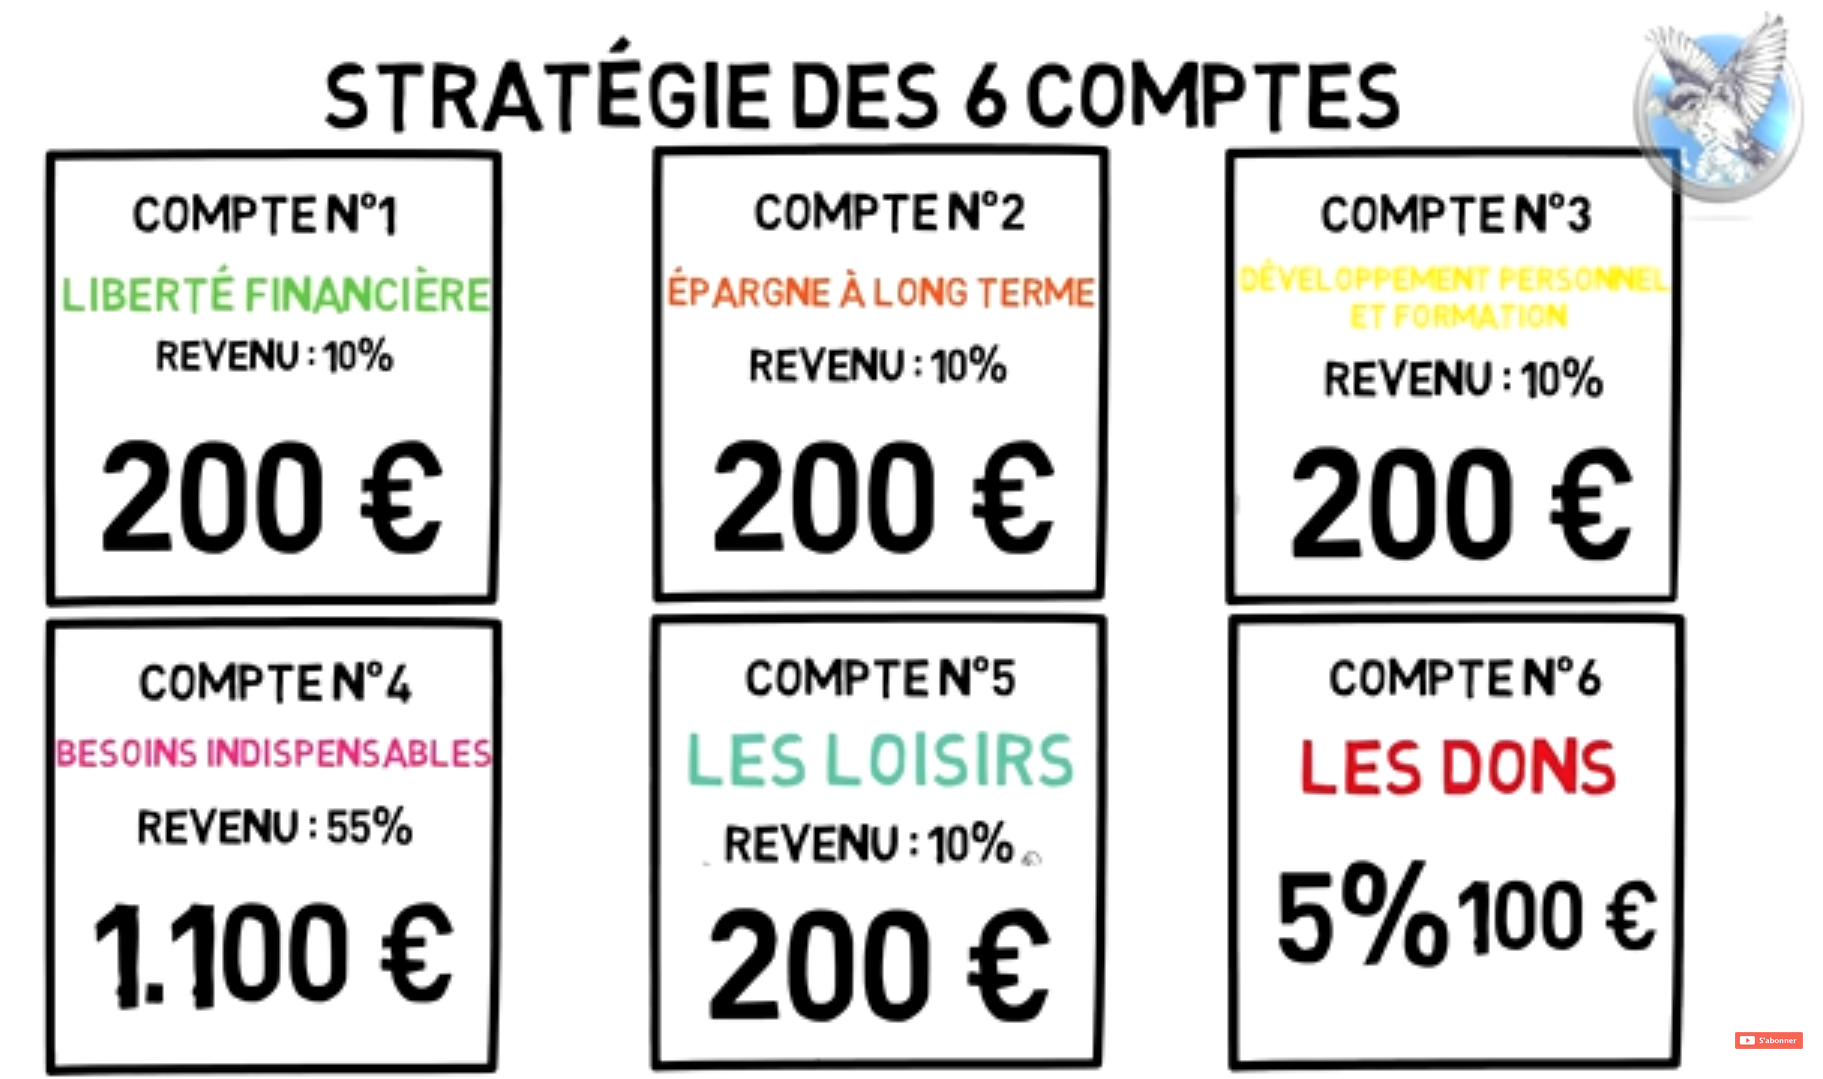 STRATÉGIE DES 6 COMPTES
COMPTE N°1
LIBERTÉ FINANCIÈRE
REVENU : 10%
200 €
COMPTE N°2
ÉPARGNE À LONG TERME
REVENU : 10%
200 €
COMPTE N°3
DÉVELOPPEMENT PERSONNEL
ET FORMATION
REVENU : 10%
200 €
COMPTE N°4
BESOINS INDISPENSABLES
REVENU : 55%
1.100 €
COMPTE N°5
LES LOISIRS
REVENU : 10%
200 €
COMPTE N°6
LES DONS
5% 100 €
S'abonner